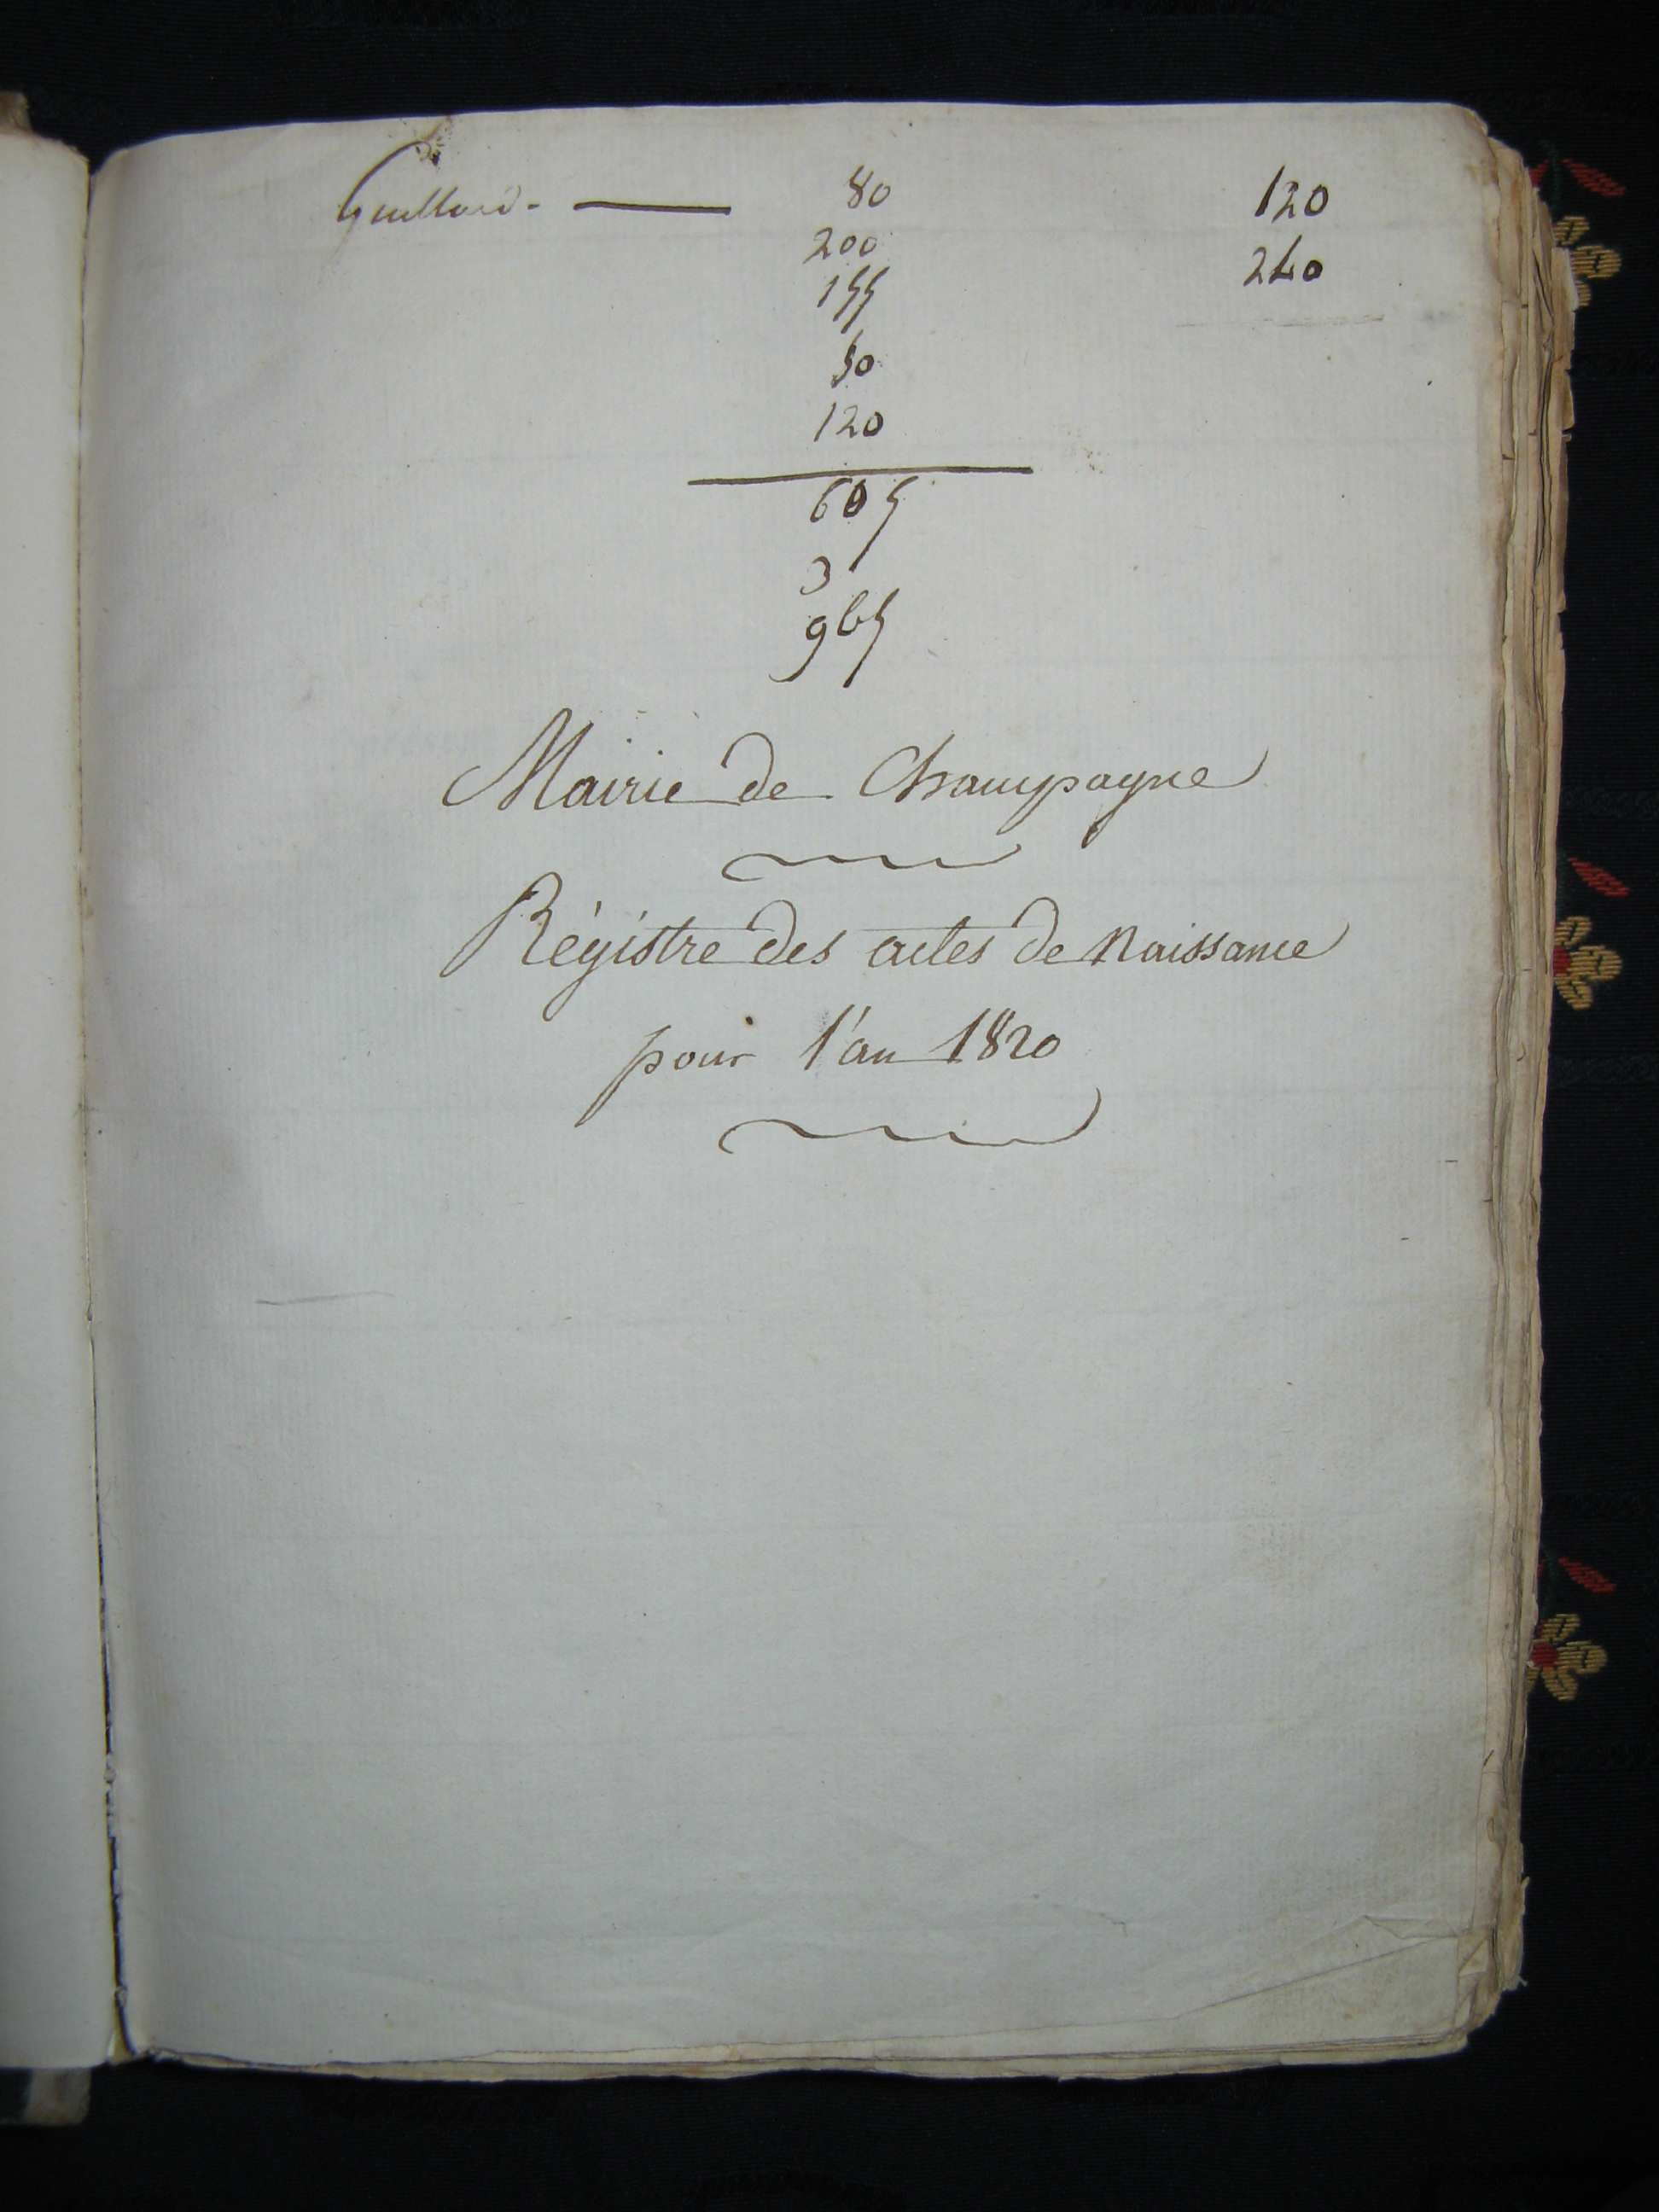 Guillard. — 80 120
200 240
155
50
120
605
3
965
Mairie de Champagne
Régistre des actes de Naissance
pour l'an 1820